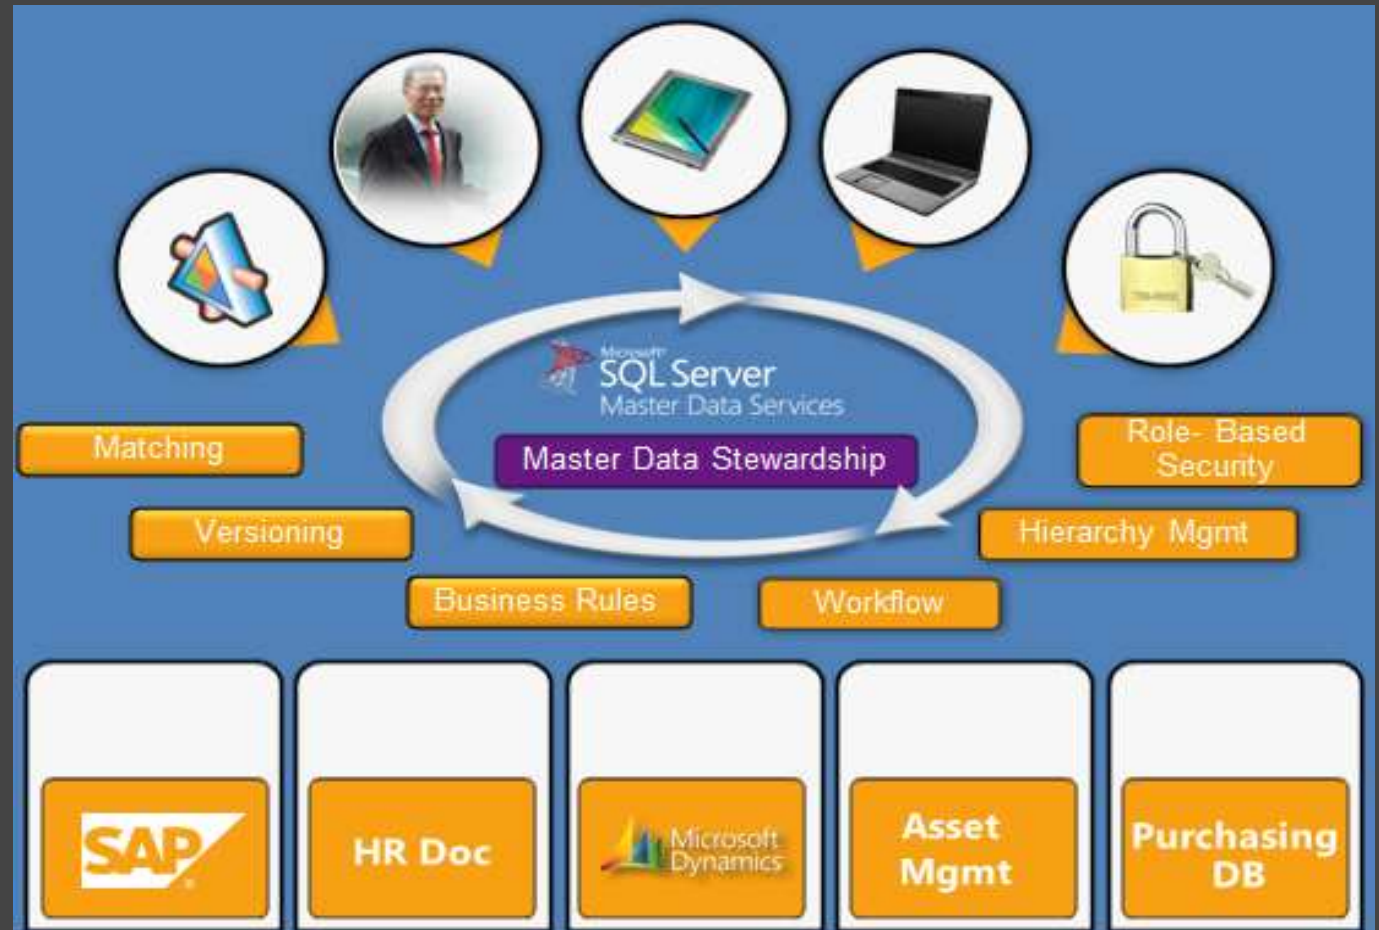 Microsoft
SQL Server
Master Data Services
Master Data Stewardship
Matching
Role- Based
Security
Versioning
Hierarchy Mgmt
Business Rules
Workflow
SAP
HR Doc
Microsoft
Dynamics
Asset
Mgmt
Purchasing
DB